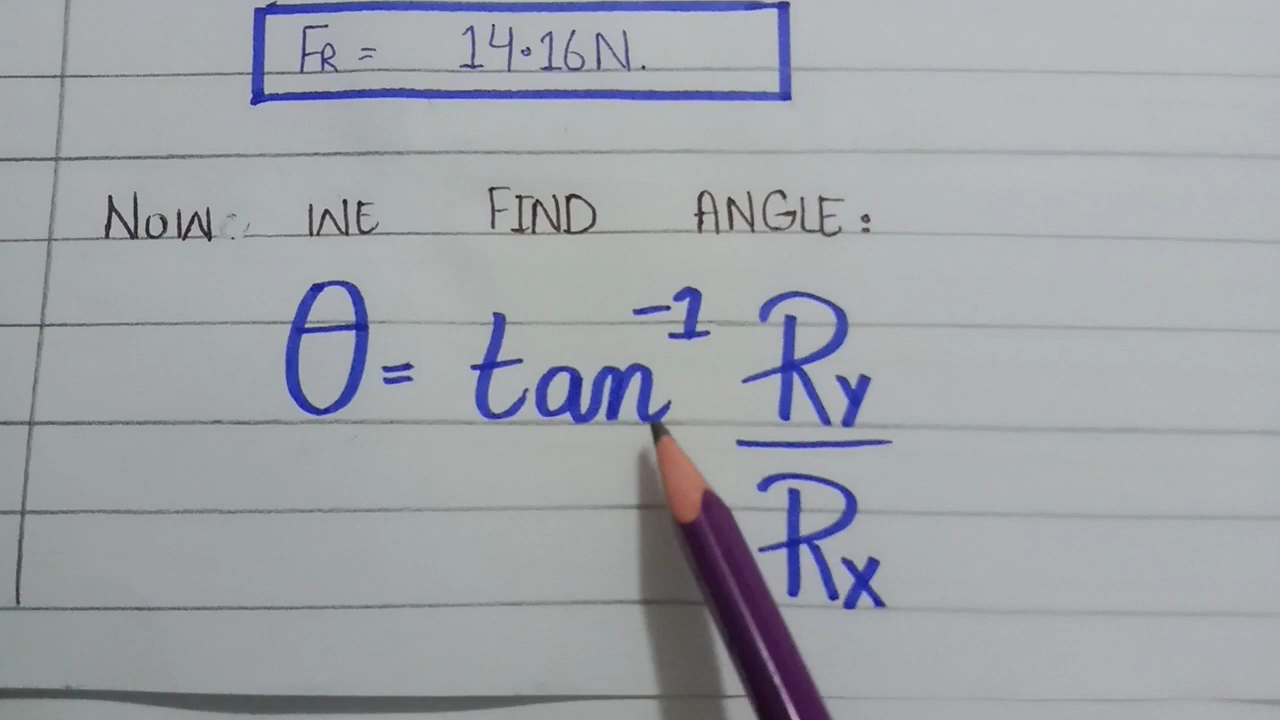 FR = 14.16N.
NOW: WE FIND ANGLE:
θ = tan⁻¹ Ry
Rx